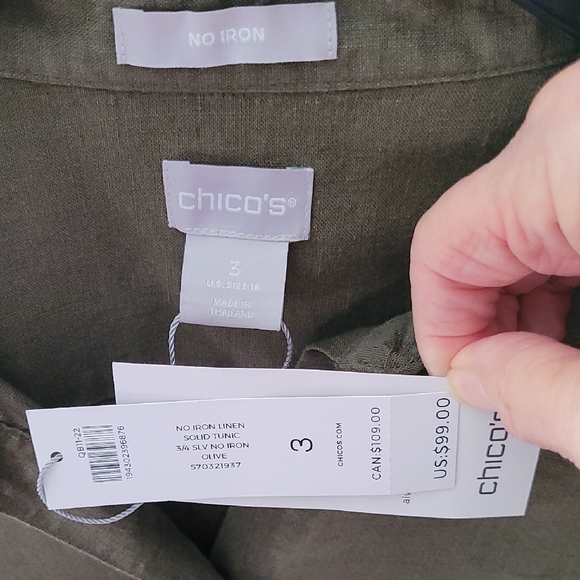 NO IRON
chico's®
3
U.S. SIZE 16
MADE IN
THAILAND
QB11-22
194302396876
NO IRON LINEN
SOLID TUNIC
3/4 SLV NO IRON
OLIVE
570321937
3
CHICOS.COM
CAN:$109.00
US:$99.00
chico's